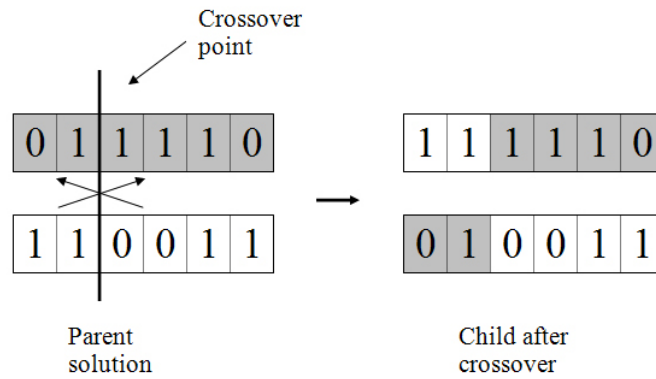 Crossover
point
0 1 1 1 1 0
1 1 1 1 1 0
1 1 0 0 1 1
0 1 0 0 1 1
Parent
solution
Child after
crossover